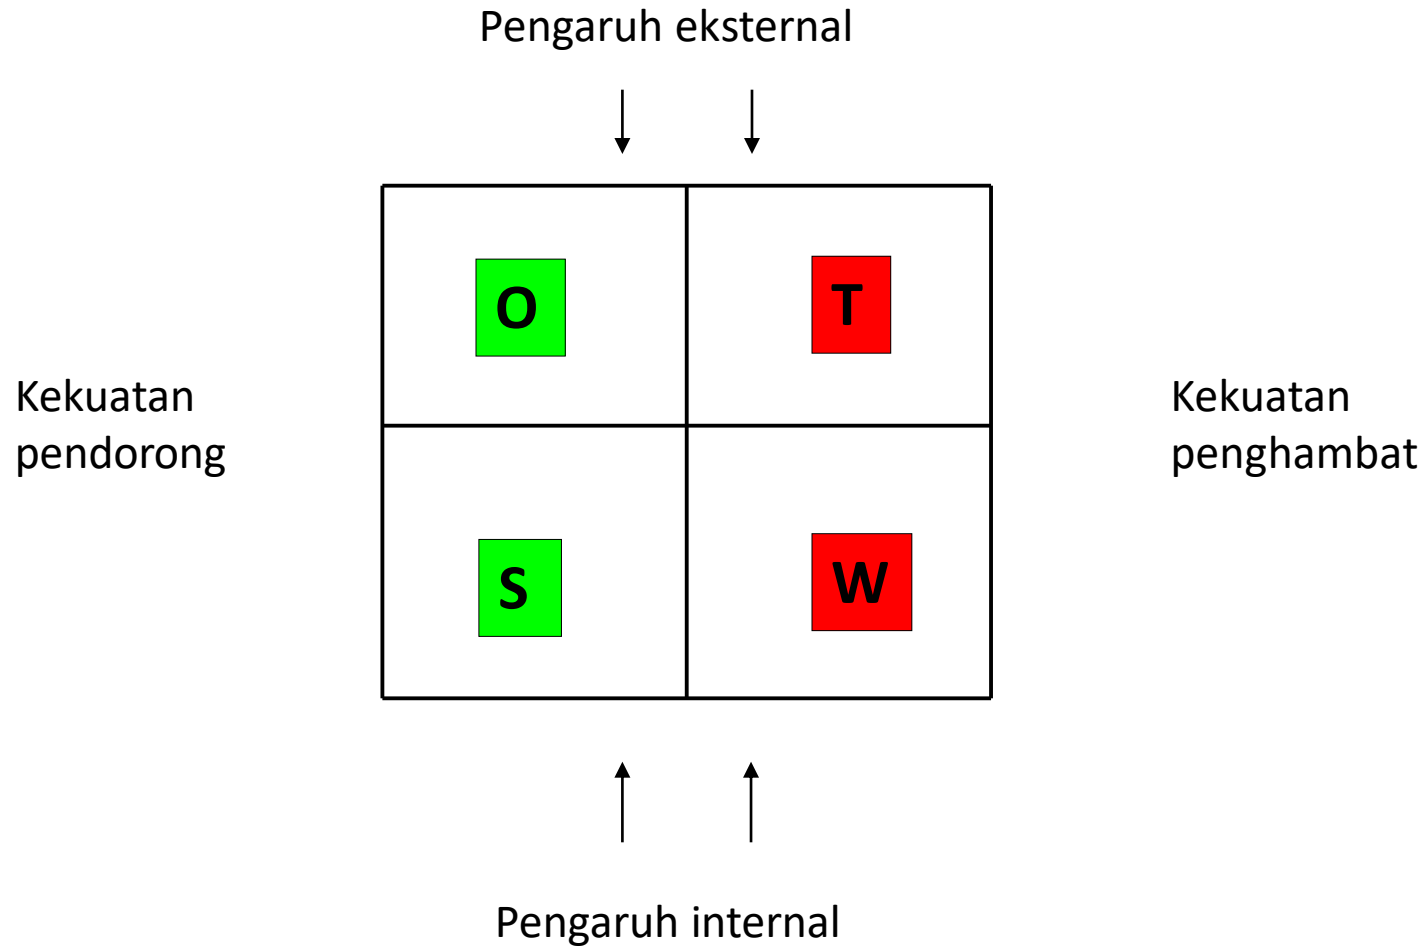 Pengaruh eksternal
O
T
Kekuatan
pendorong
Kekuatan
penghambat
S
W
Pengaruh internal